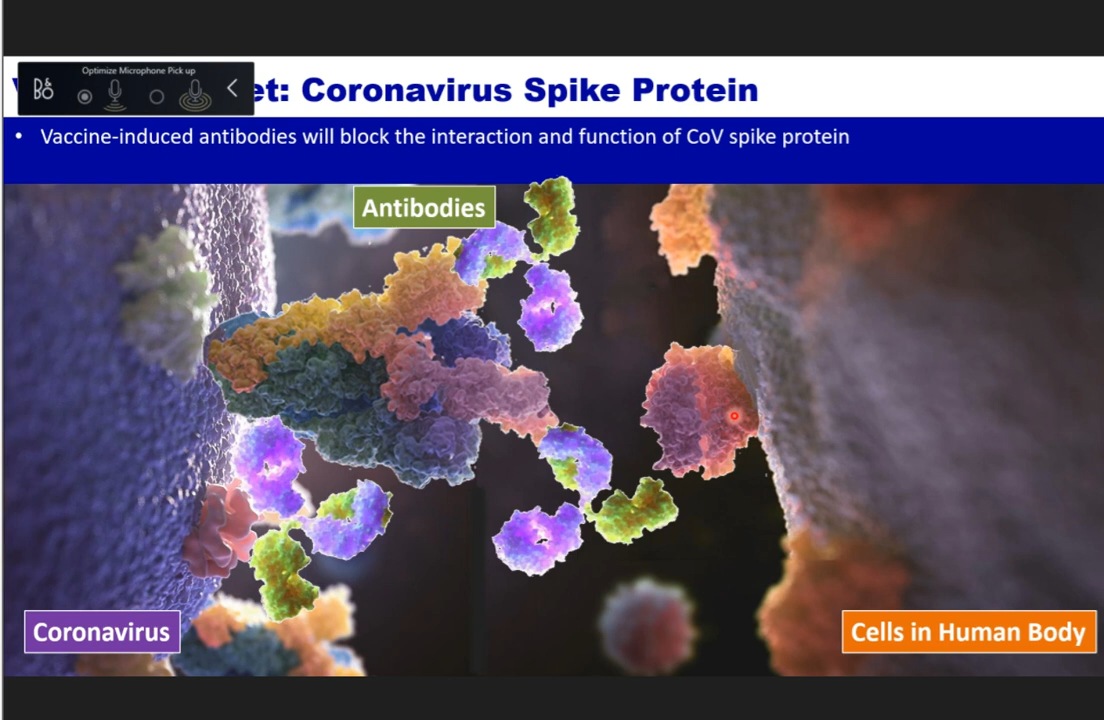 Optimize Microphone Pick up
B&O
et: Coronavirus Spike Protein
• Vaccine-induced antibodies will block the interaction and function of CoV spike protein
Antibodies
Coronavirus
Cells in Human Body